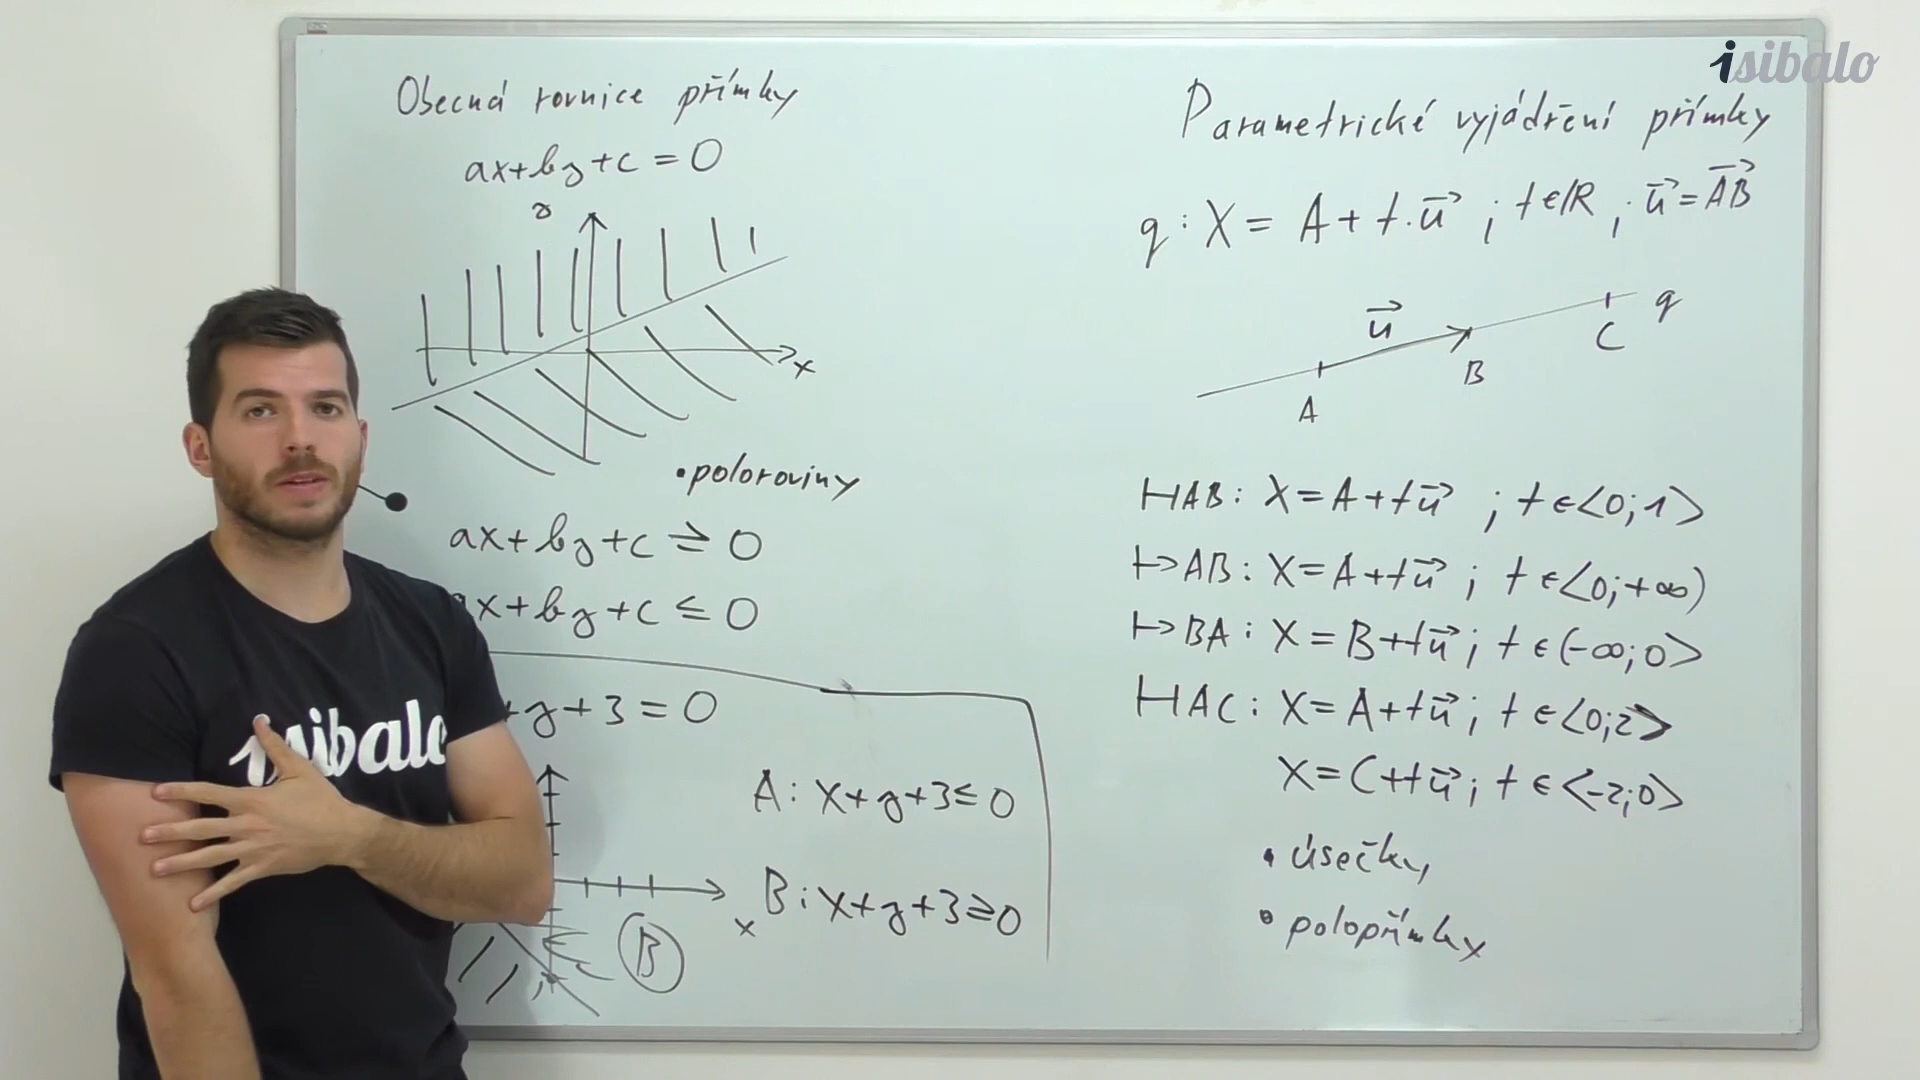 isibalo
Obecná rovnice přímky
ax+by+c=0
y
x
•poloroviny
ax+by+c≥0
ax+by+c≤0
+y+3=0
A: x+y+3≤0
B: x+y+3≥0
x
B
isibalo
Parametrické vyjádření přímky
q: X = A + t·u⃗ ; t∈ℝ ; u⃗ = AB⃗
u⃗
q
A
B
C
⊢AB: X=A+tu⃗ ; t∈<0;1>
↦AB: X=A+tu⃗ ; t∈<0;+∞)
↦BA: X=B+tu⃗ ; t∈(-∞;0>
⊢AC: X=A+tu⃗ ; t∈<0;2>
X=C+tu⃗ ; t∈<-2;0>
• úsečky
• polopřímky